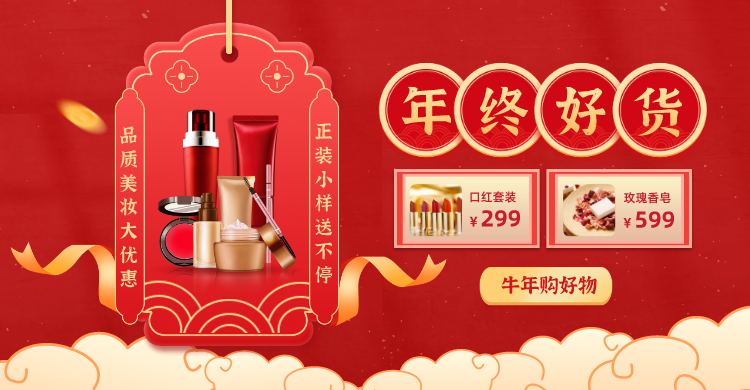 品质美妆大优惠
正装小样送不停
年终好货
口红套装
¥299
玫瑰香皂
¥599
牛年购好物